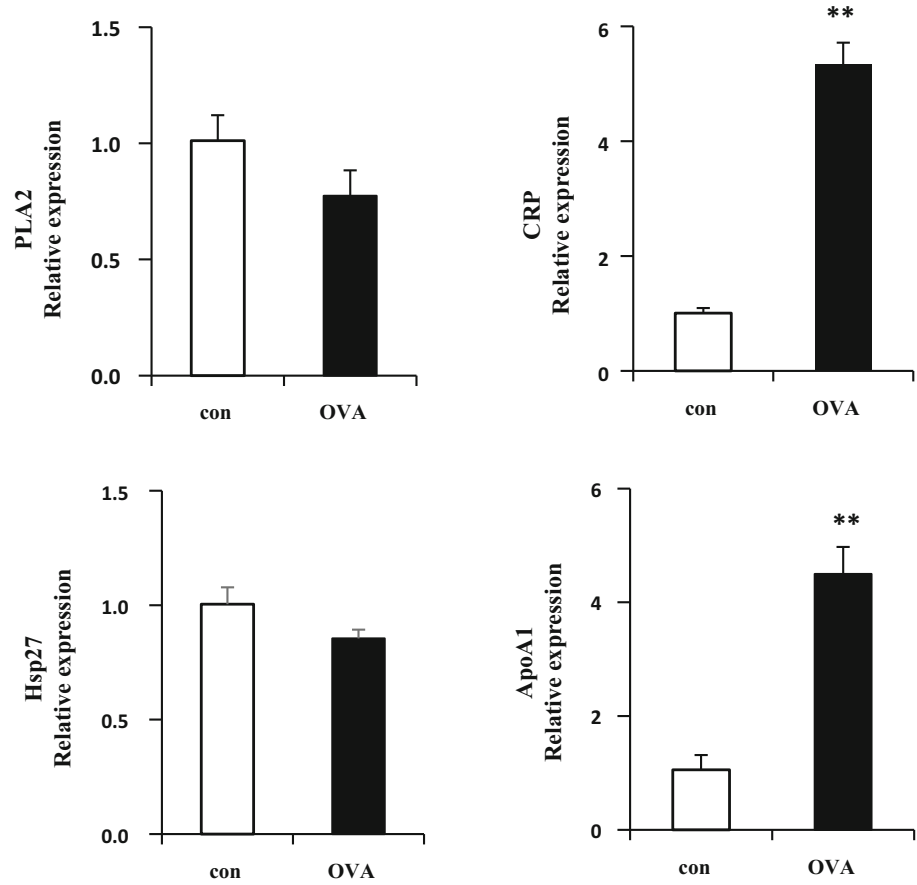 PLA2
Relative expression
1.5
1.0
0.5
0.0
con OVA
CRP
Relative expression
6
4
2
0
**
con OVA
Hsp27
Relative expression
1.5
1.0
0.5
0.0
con OVA
ApoA1
Relative expression
6
4
2
0
**
con OVA